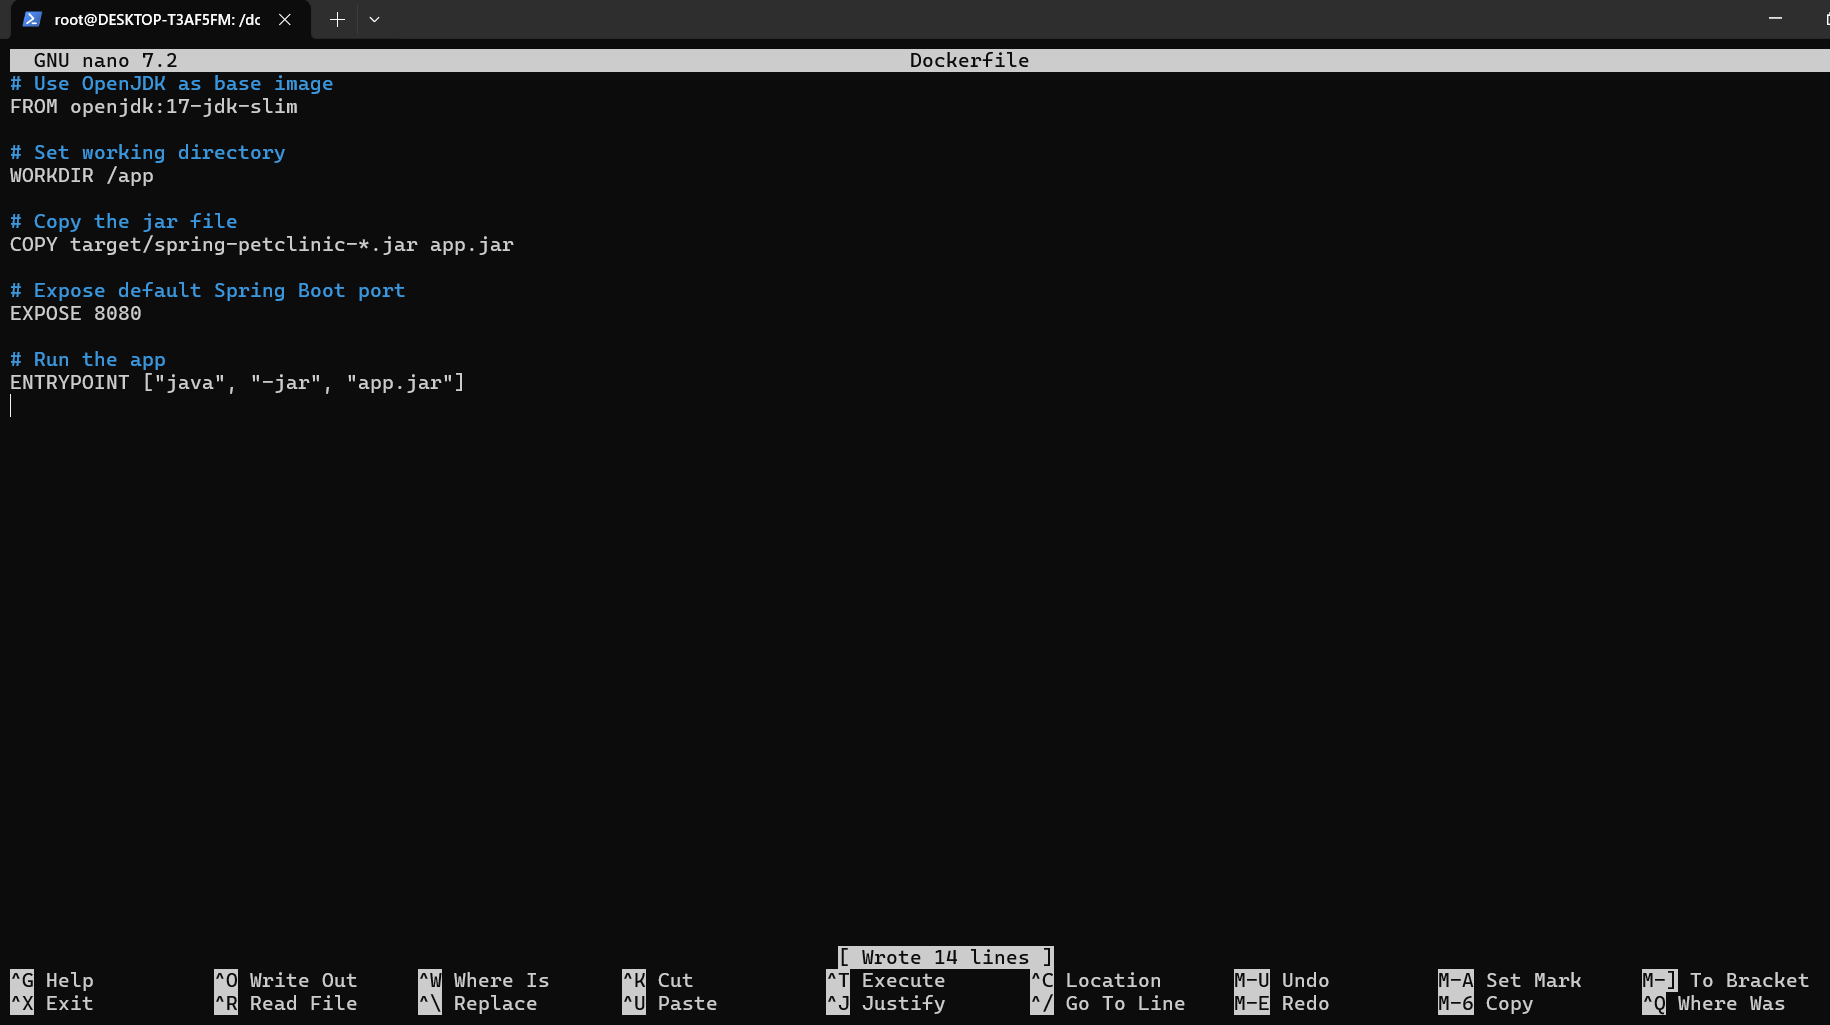 root@DESKTOP-T3AF5FM: /dc
GNU nano 7.2 Dockerfile
# Use OpenJDK as base image
FROM openjdk:17-jdk-slim
# Set working directory
WORKDIR /app
# Copy the jar file
COPY target/spring-petclinic-*.jar app.jar
# Expose default Spring Boot port
EXPOSE 8080
# Run the app
ENTRYPOINT ["java", "-jar", "app.jar"]
[ Wrote 14 lines ]
^G Help ^O Write Out ^W Where Is ^K Cut ^T Execute ^C Location M-U Undo M-A Set Mark M-] To Bracket
^X Exit ^R Read File ^\ Replace ^U Paste ^J Justify ^/ Go To Line M-E Redo M-6 Copy ^Q Where Was